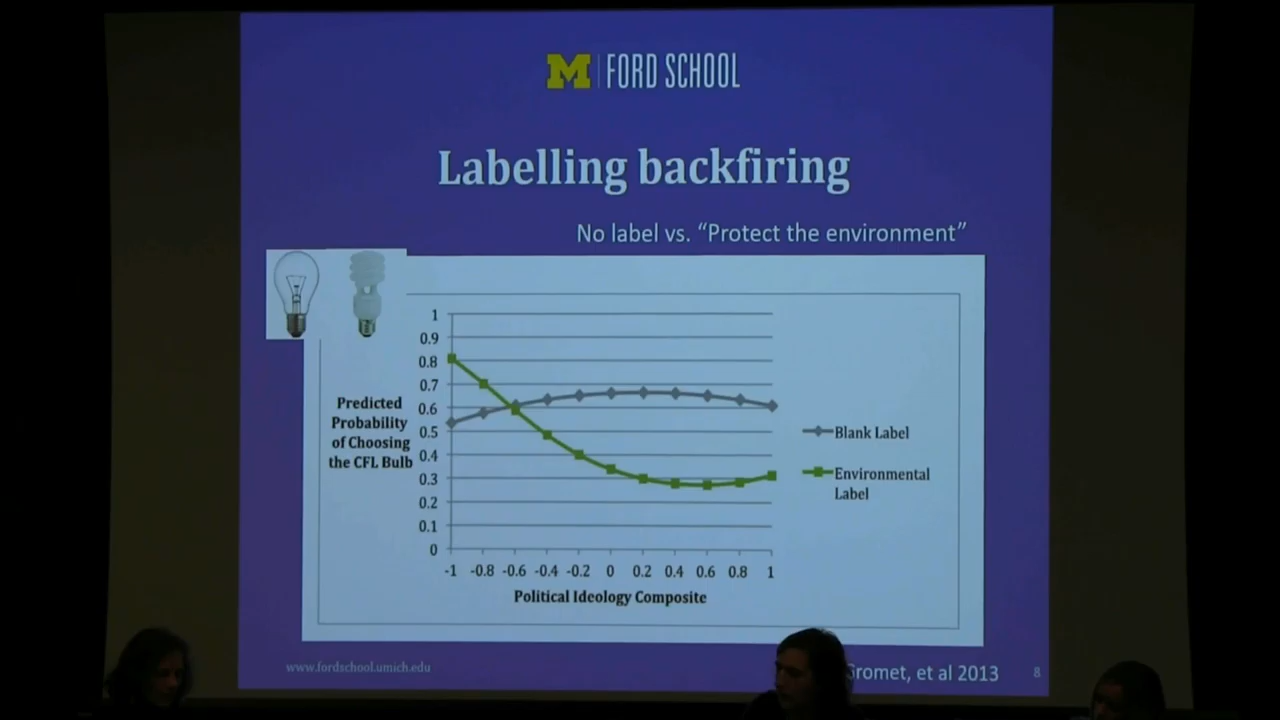 M FORD SCHOOL
Labelling backfiring
No label vs. “Protect the environment”
1
0.9
0.8
0.7
0.6
0.5
0.4
0.3
0.2
0.1
0
Predicted
Probability
of Choosing
the CFL Bulb
-1 -0.8 -0.6 -0.4 -0.2 0 0.2 0.4 0.6 0.8 1
Political Ideology Composite
Blank Label
Environmental
Label
www.fordschool.umich.edu
Gromet, et al 2013
8